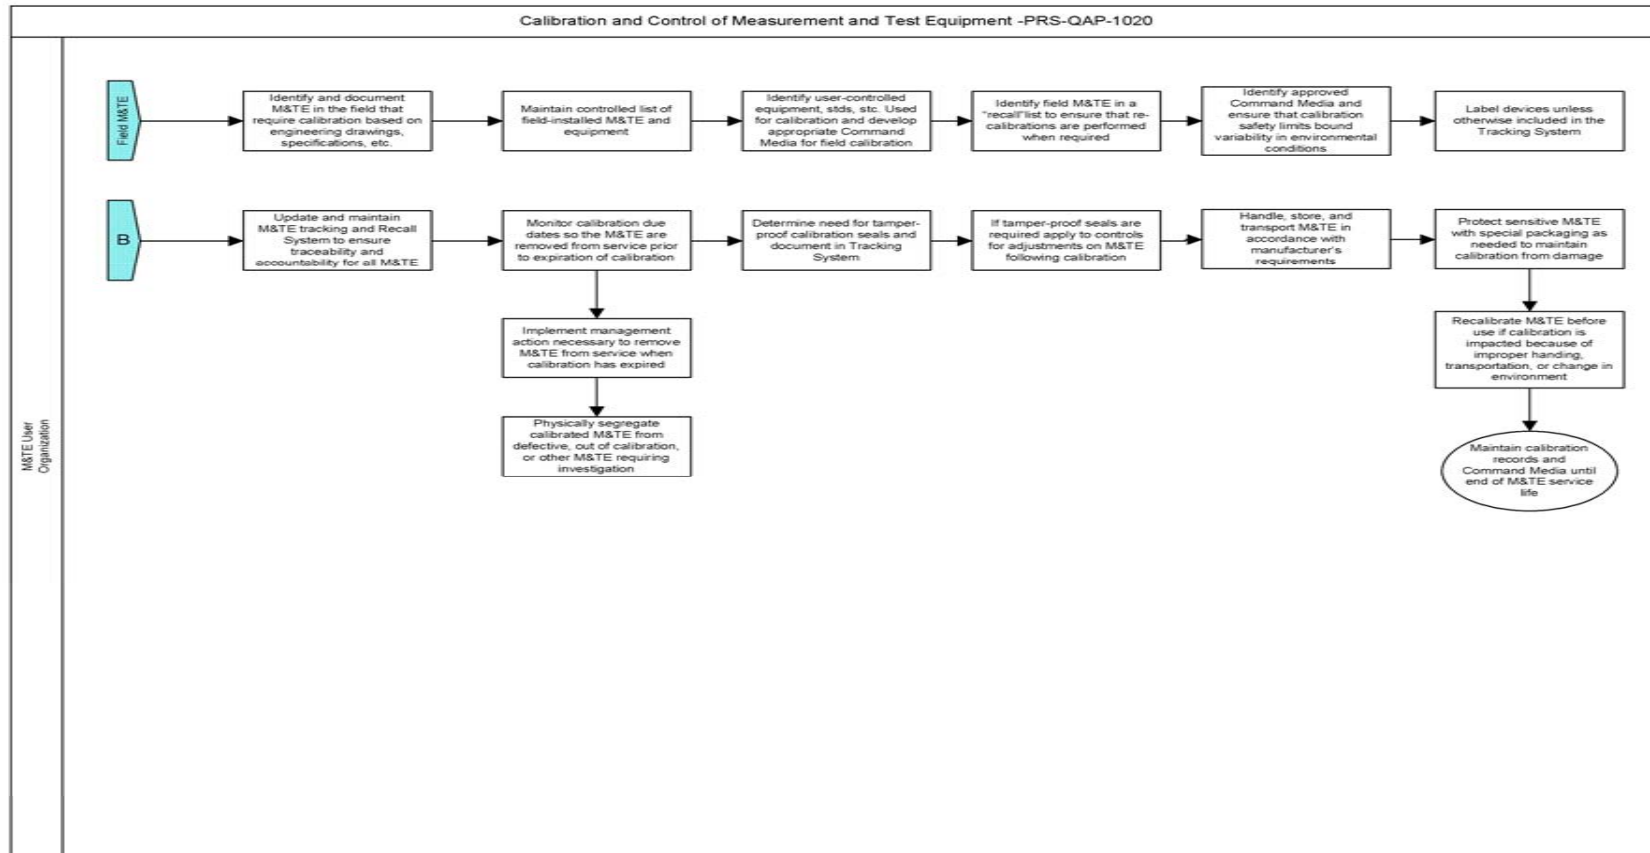 Calibration and Control of Measurement and Test Equipment -PRS-QAP-1020
M&TE User
Organization
Field M&TE
Identify and document
M&TE in the field that
require calibration based on
engineering drawings,
specifications, etc.
Maintain controlled list of
field-installed M&TE and
equipment
Identify user-controlled
equipment, stds, stc. Used
for calibration and develop
appropriate Command
Media for field calibration
Identify field M&TE in a
"recall"list to ensure that re-
calibrations are performed
when required
Identify approved
Command Media and
ensure that calibration
safety limits bound
variability in environmental
conditions
Label devices unless
otherwise included in the
Tracking System
B
Update and maintain
M&TE tracking and Recall
System to ensure
traceability and
accountability for all M&TE
Monitor calibration due
dates so the M&TE are
removed from service prior
to expiration of calibration
Determine need for tamper-
proof calibration seals and
document in Tracking
System
If tamper-proof seals are
required apply to controls
for adjustments on M&TE
following calibration
Handle, store, and
transport M&TE in
accordance with
manufacturer's
requirements
Protect sensitive M&TE
with special packaging as
needed to maintain
calibration from damage
Implement management
action necessary to remove
M&TE from service when
calibration has expired
Physically segregate
calibrated M&TE from
defective, out of calibration,
or other M&TE requiring
investigation
Recalibrate M&TE before
use if calibration is
impacted because of
improper handing,
transportation, or change in
environment
Maintain calibration
records and
Command Media until
end of M&TE service
life